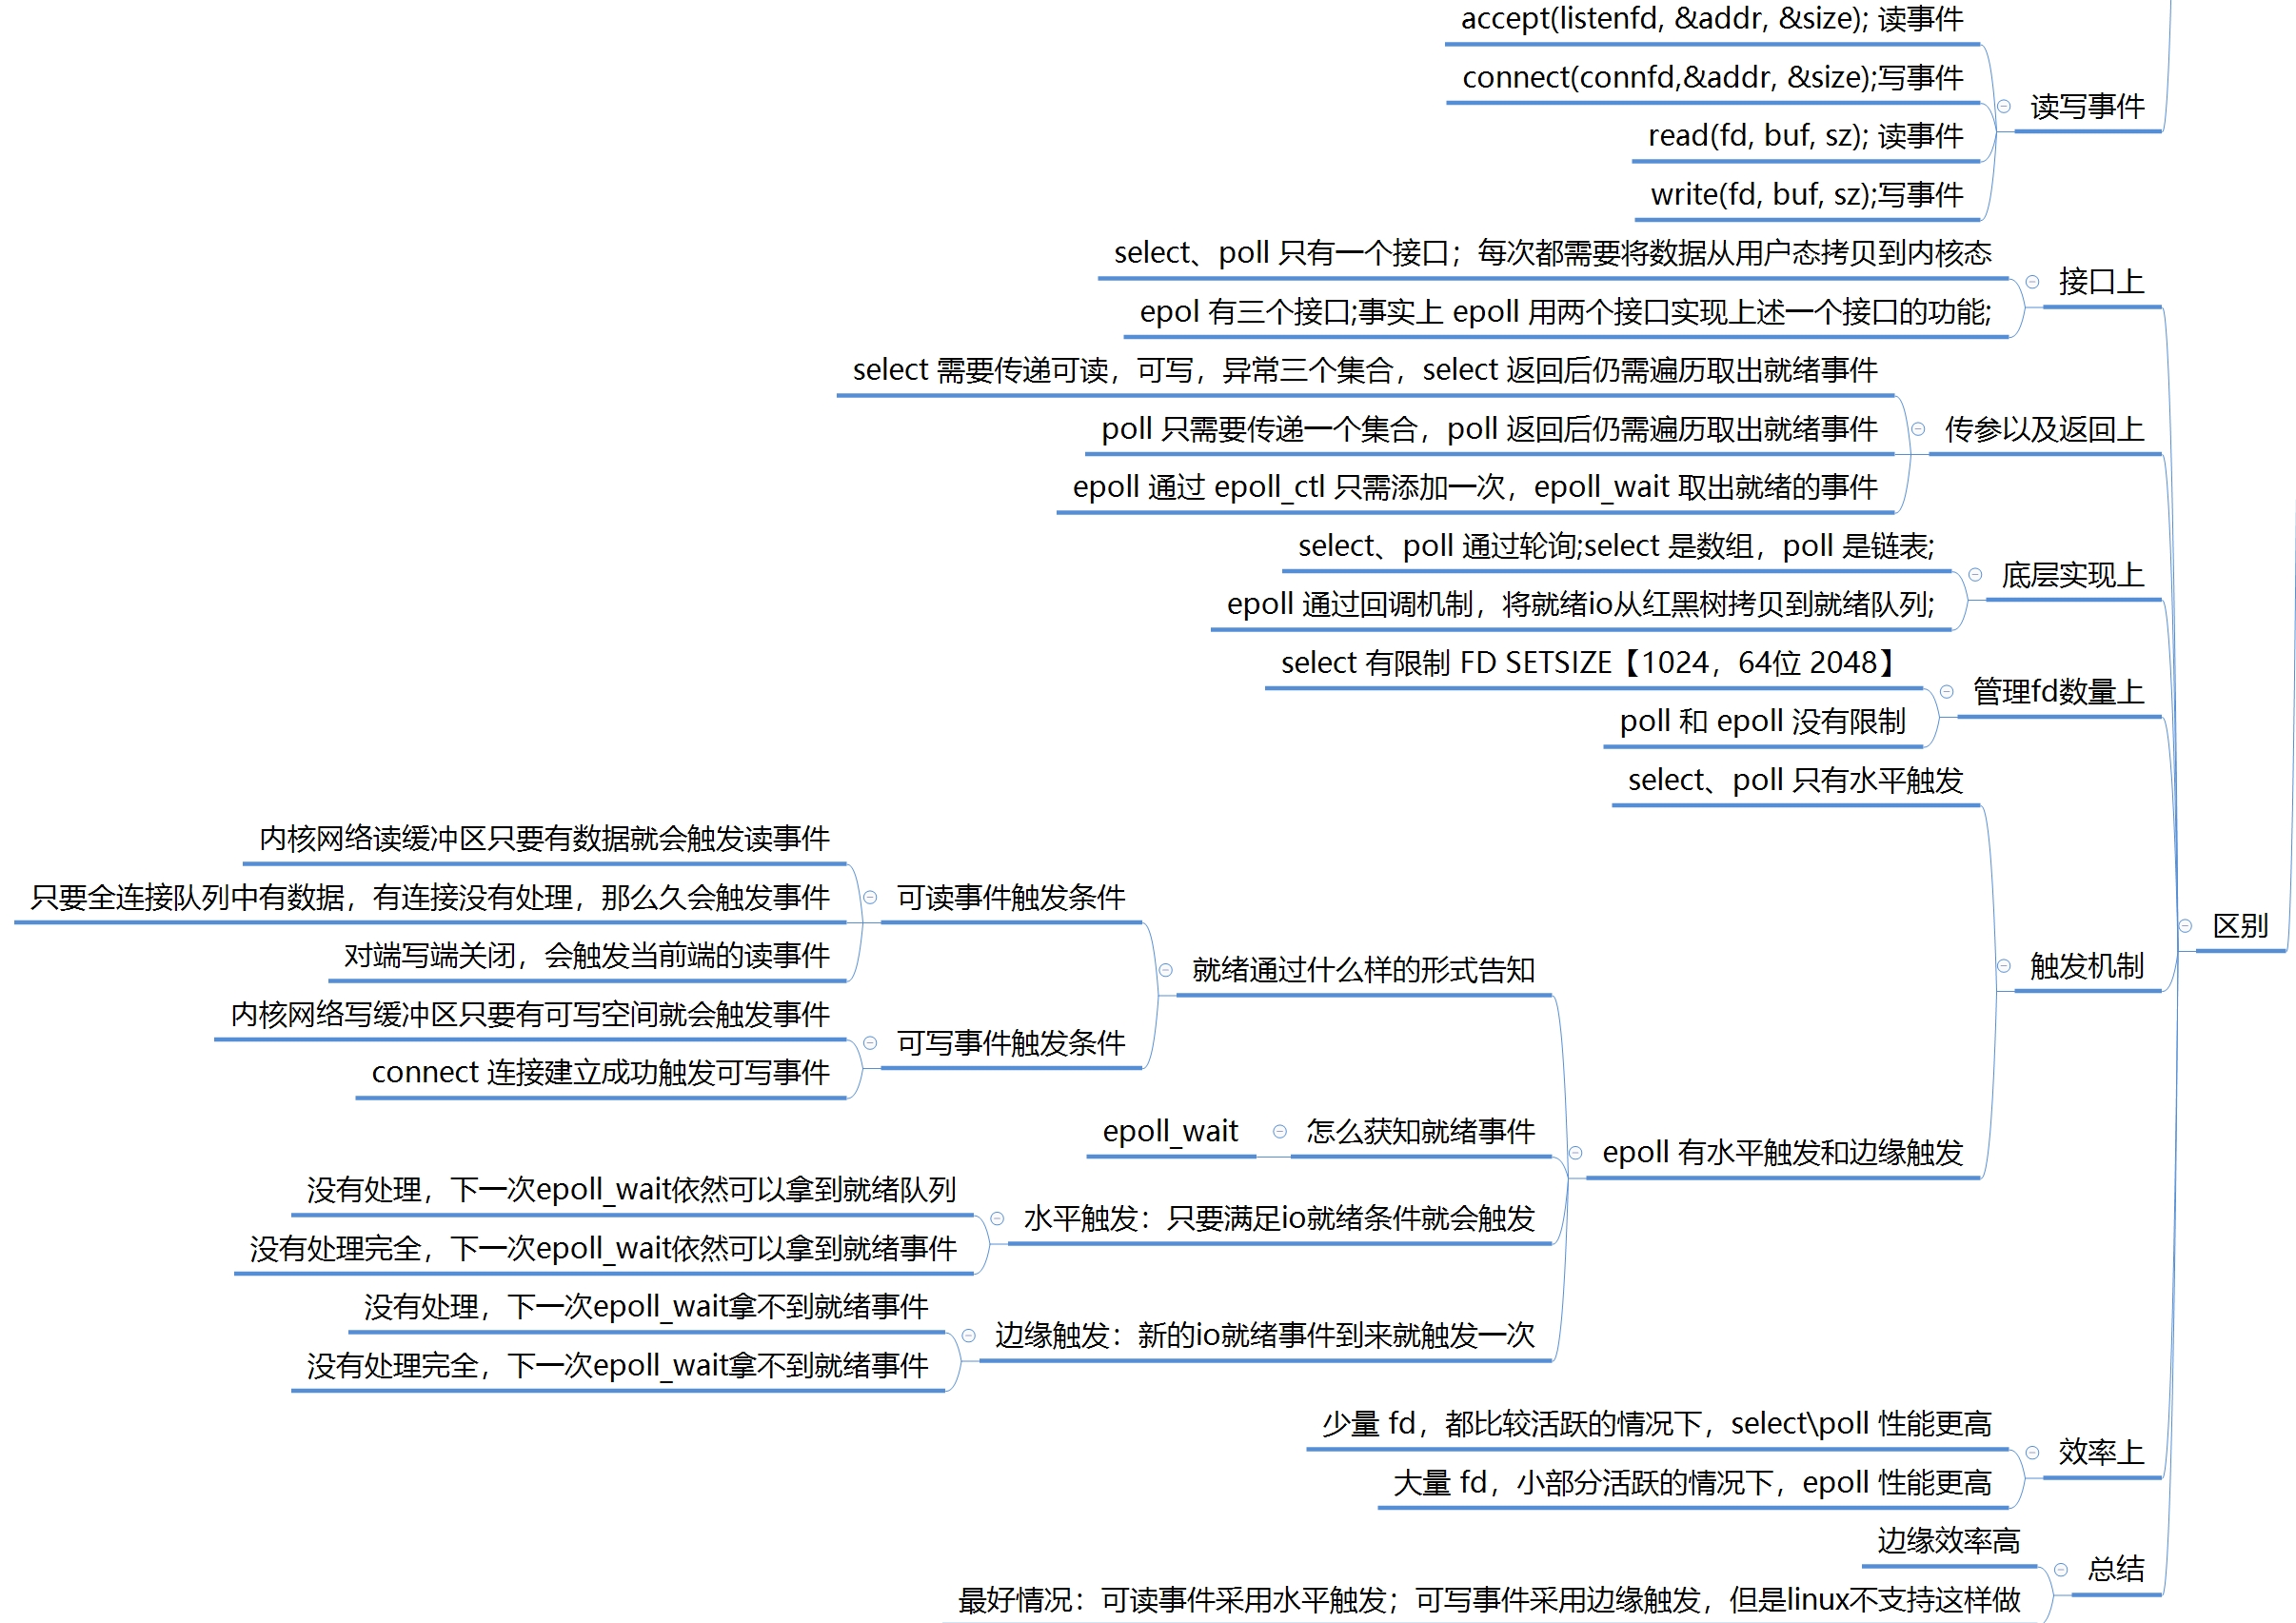 accept(listenfd, &addr, &size); 读事件
connect(connfd,&addr, &size);写事件
读写事件
read(fd, buf, sz); 读事件
write(fd, buf, sz);写事件
select、poll 只有一个接口；每次都需要将数据从用户态拷贝到内核态
接口上
epol 有三个接口;事实上 epoll 用两个接口实现上述一个接口的功能;
select 需要传递可读，可写，异常三个集合，select 返回后仍需遍历取出就绪事件
poll 只需要传递一个集合，poll 返回后仍需遍历取出就绪事件
传参以及返回上
epoll 通过 epoll_ctl 只需添加一次，epoll_wait 取出就绪的事件
select、poll 通过轮询;select 是数组，poll 是链表;
底层实现上
epoll 通过回调机制，将就绪io从红黑树拷贝到就绪队列;
select 有限制 FD SETSIZE【1024，64位 2048】
管理fd数量上
poll 和 epoll 没有限制
select、poll 只有水平触发
内核网络读缓冲区只要有数据就会触发读事件
只要全连接队列中有数据，有连接没有处理，那么久会触发事件
可读事件触发条件
对端写端关闭，会触发当前端的读事件
就绪通过什么样的形式告知
区别
触发机制
内核网络写缓冲区只要有可写空间就会触发事件
可写事件触发条件
connect 连接建立成功触发可写事件
epoll_wait
怎么获知就绪事件
epoll 有水平触发和边缘触发
没有处理，下一次epoll_wait依然可以拿到就绪队列
水平触发：只要满足io就绪条件就会触发
没有处理完全，下一次epoll_wait依然可以拿到就绪事件
没有处理，下一次epoll_wait拿不到就绪事件
边缘触发：新的io就绪事件到来就触发一次
没有处理完全，下一次epoll_wait拿不到就绪事件
少量 fd，都比较活跃的情况下，select\poll 性能更高
效率上
大量 fd，小部分活跃的情况下，epoll 性能更高
边缘效率高
总结
最好情况：可读事件采用水平触发；可写事件采用边缘触发，但是linux不支持这样做